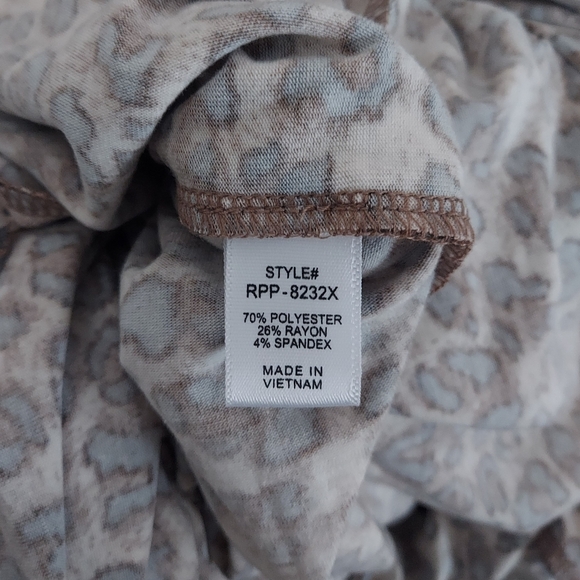 STYLE#
RPP-8232X
70% POLYESTER
26% RAYON
4% SPANDEX
MADE IN
VIETNAM